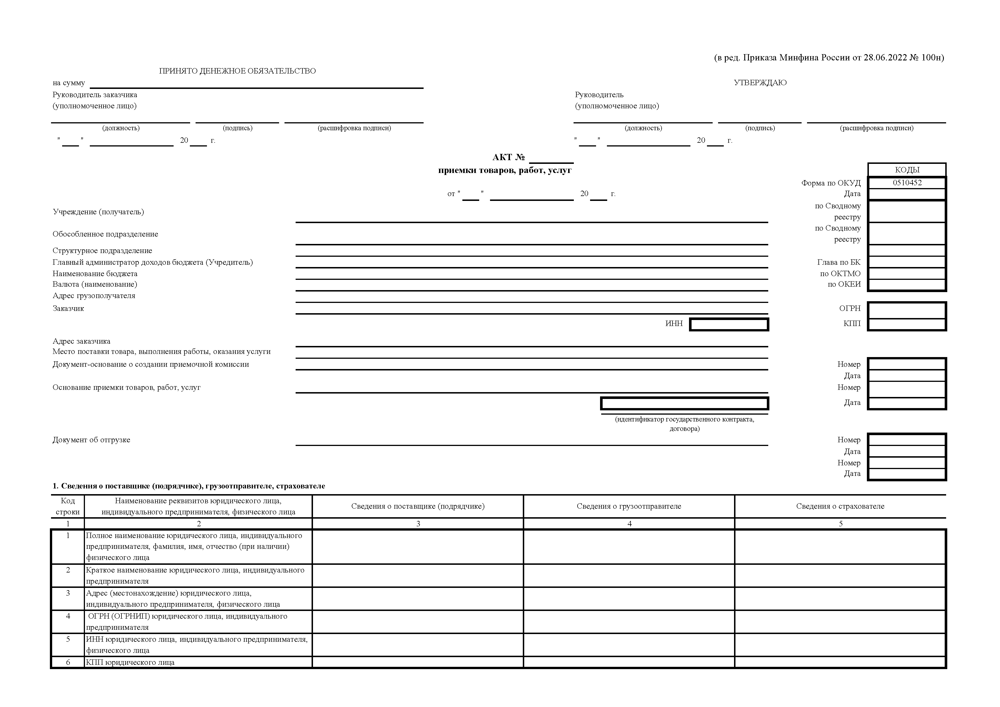 (в ред. Приказа Минфина России от 28.06.2022 № 100н)
ПРИНЯТО ДЕНЕЖНОЕ ОБЯЗАТЕЛЬСТВО
на сумму
УТВЕРЖДАЮ
Руководитель заказчика
(уполномоченное лицо)
Руководитель
(уполномоченное лицо)
(должность) (подпись) (расшифровка подписи)
(должность) (подпись) (расшифровка подписи)
" " 20 г.
" " 20 г.
АКТ №
приемки товаров, работ, услуг
КОДЫ
Форма по ОКУД 0510452
от " " 20 г.
Дата
Учреждение (получатель)
по Сводному
реестру
Обособленное подразделение
по Сводному
реестру
Структурное подразделение
Главный администратор доходов бюджета (Учредитель) Глава по БК
Наименование бюджета по ОКТМО
Валюта (наименование) по ОКЕИ
Адрес грузополучателя
Заказчик ОГРН
ИНН КПП
Адрес заказчика
Место поставки товара, выполнения работы, оказания услуги
Документ-основание о создании приемочной комиссии Номер
Дата
Основание приемки товаров, работ, услуг Номер
Дата
(идентификатор государственного контракта,
договора)
Документ об отгрузке Номер
Дата
Номер
Дата
1. Сведения о поставщике (подрядчике), грузоотправителе, страхователе
Код
строки
Наименование реквизитов юридического лица,
индивидуального предпринимателя, физического лица
Сведения о поставщике (подрядчике)
Сведения о грузоотправителе
Сведения о страхователе
1 2 3 4 5
1 Полное наименование юридического лица, индивидуального
предпринимателя, фамилия, имя, отчество (при наличии)
физического лица
2 Краткое наименование юридического лица, индивидуального
предпринимателя
3 Адрес (местонахождение) юридического лица,
индивидуального предпринимателя, физического лица
4 ОГРН (ОГРНИП) юридического лица, индивидуального
предпринимателя
5 ИНН юридического лица, индивидуального предпринимателя,
физического лица
6 КПП юридического лица